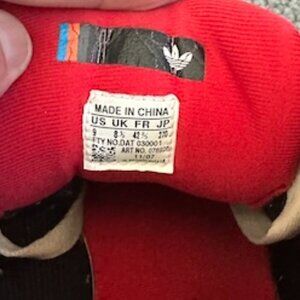 MADE IN CHINA
US UK FR JP
9 8½ 42⅔ 270
FTY NO.DAT 030001
ART NO.
11/07